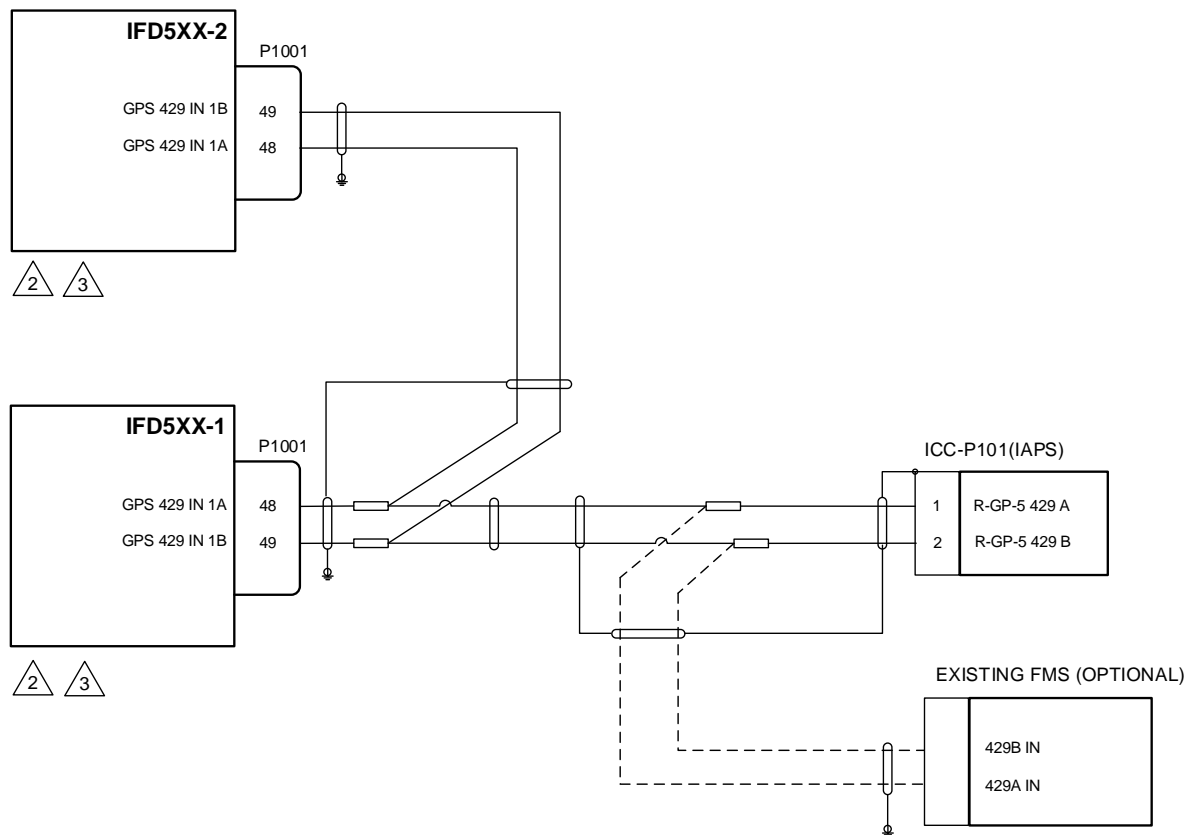 IFD5XX-2
P1001
GPS 429 IN 1B
49
GPS 429 IN 1A
48
2
3
IFD5XX-1
P1001
GPS 429 IN 1A
48
GPS 429 IN 1B
49
2
3
ICC-P101(IAPS)
1
R-GP-5 429 A
2
R-GP-5 429 B
EXISTING FMS (OPTIONAL)
429B IN
429A IN